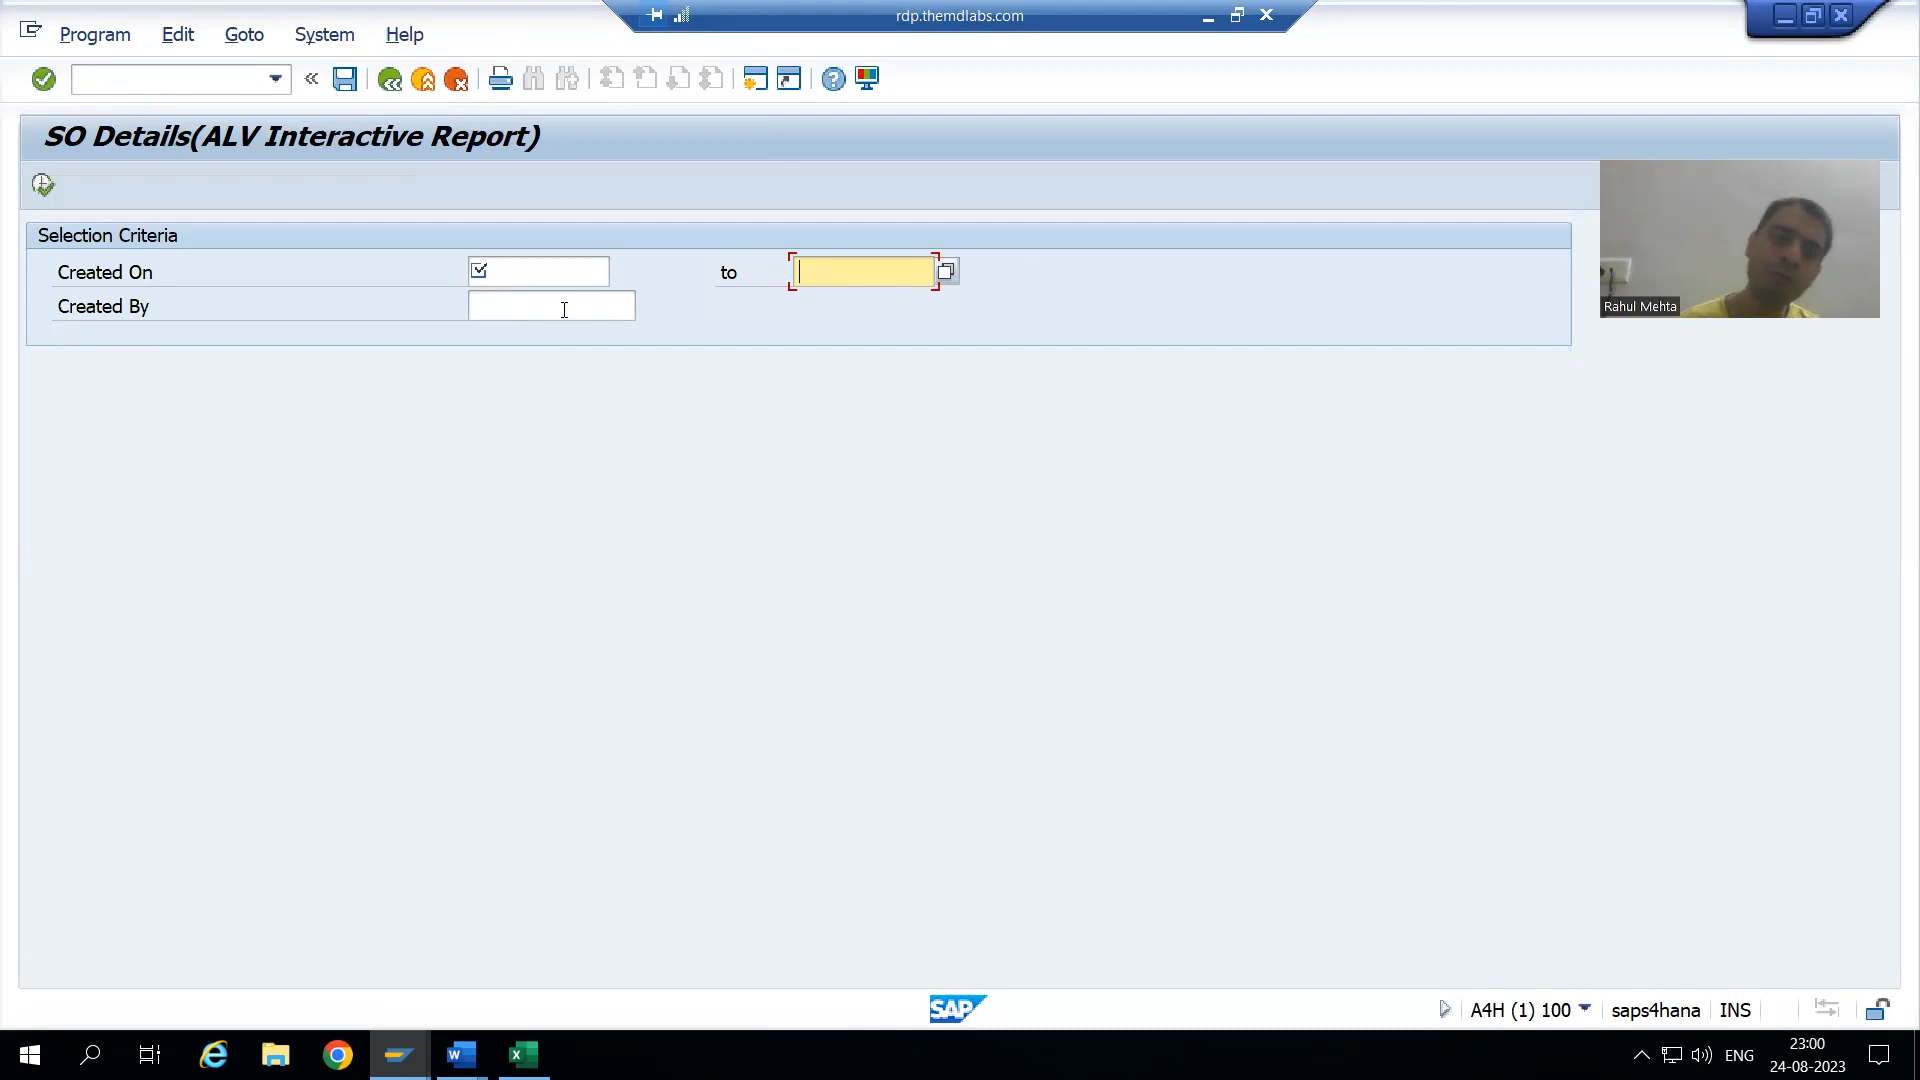 rdp.themdlabs.com
Program Edit Goto System Help
SO Details(ALV Interactive Report)
Selection Criteria
Created On to
Created By
Rahul Mehta
SAP A4H (1) 100 saps4hana INS
ENG 23:00
24-08-2023